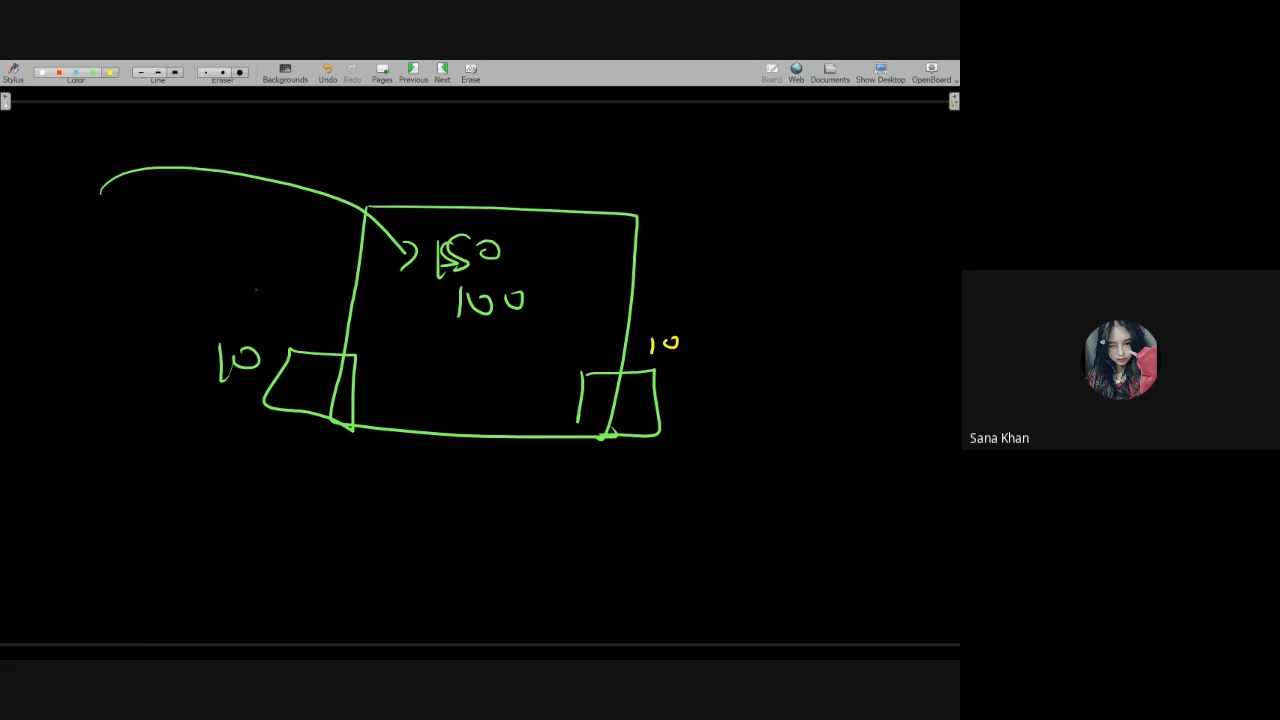 Stylus Color Line Eraser Backgrounds Undo Redo Pages Previous Next Erase Board Web Documents Show Desktop OpenBoard
100
10
10
Sana Khan